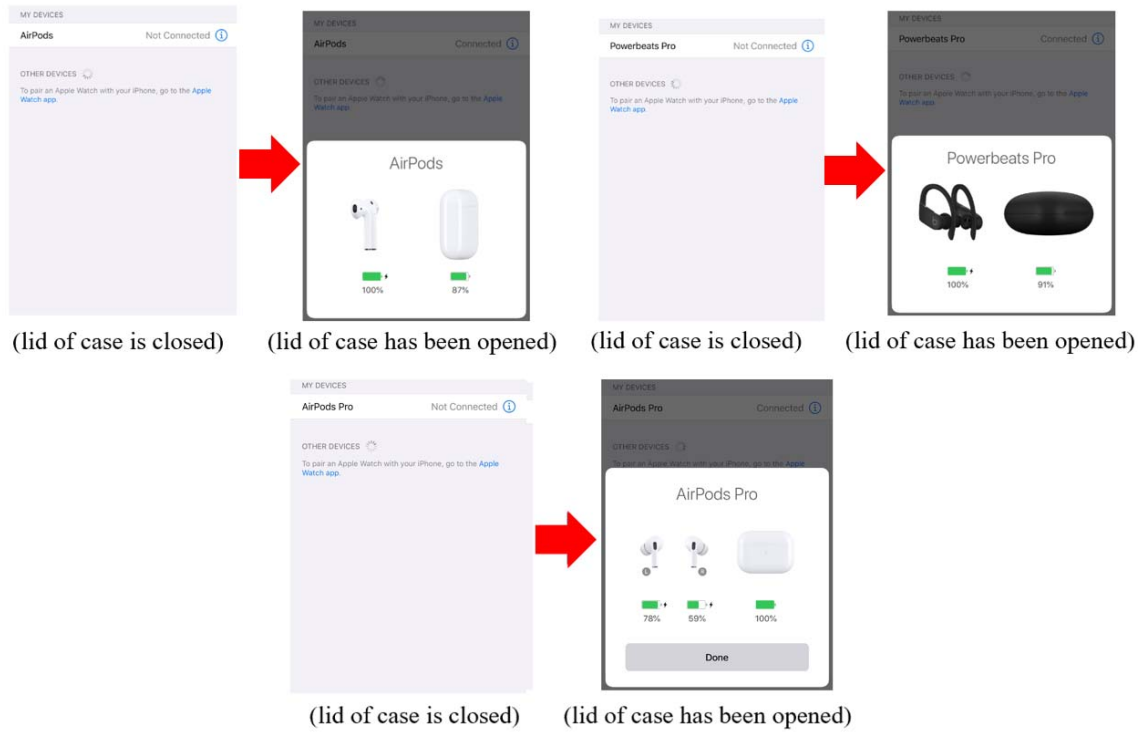 MY DEVICES
AirPods Not Connected
OTHER DEVICES
To pair an Apple Watch with your iPhone, go to the Apple
Watch app.
MY DEVICES
AirPods Connected
OTHER DEVICES
To pair an Apple Watch with your iPhone, go to the Apple
Watch app.
AirPods
100% 87%
MY DEVICES
Powerbeats Pro Not Connected
OTHER DEVICES
To pair an Apple Watch with your iPhone, go to the Apple
Watch app.
MY DEVICES
Powerbeats Pro Connected
OTHER DEVICES
To pair an Apple Watch with your iPhone, go to the Apple
Watch app.
Powerbeats Pro
100% 91%
(lid of case is closed) (lid of case has been opened) (lid of case is closed) (lid of case has been opened)
MY DEVICES
AirPods Pro Not Connected
OTHER DEVICES
To pair an Apple Watch with your iPhone, go to the Apple
Watch app.
MY DEVICES
AirPods Pro Connected
OTHER DEVICES
To pair an Apple Watch with your iPhone, go to the Apple
AirPods Pro
L R
78% 59% 100%
Done
(lid of case is closed) (lid of case has been opened)